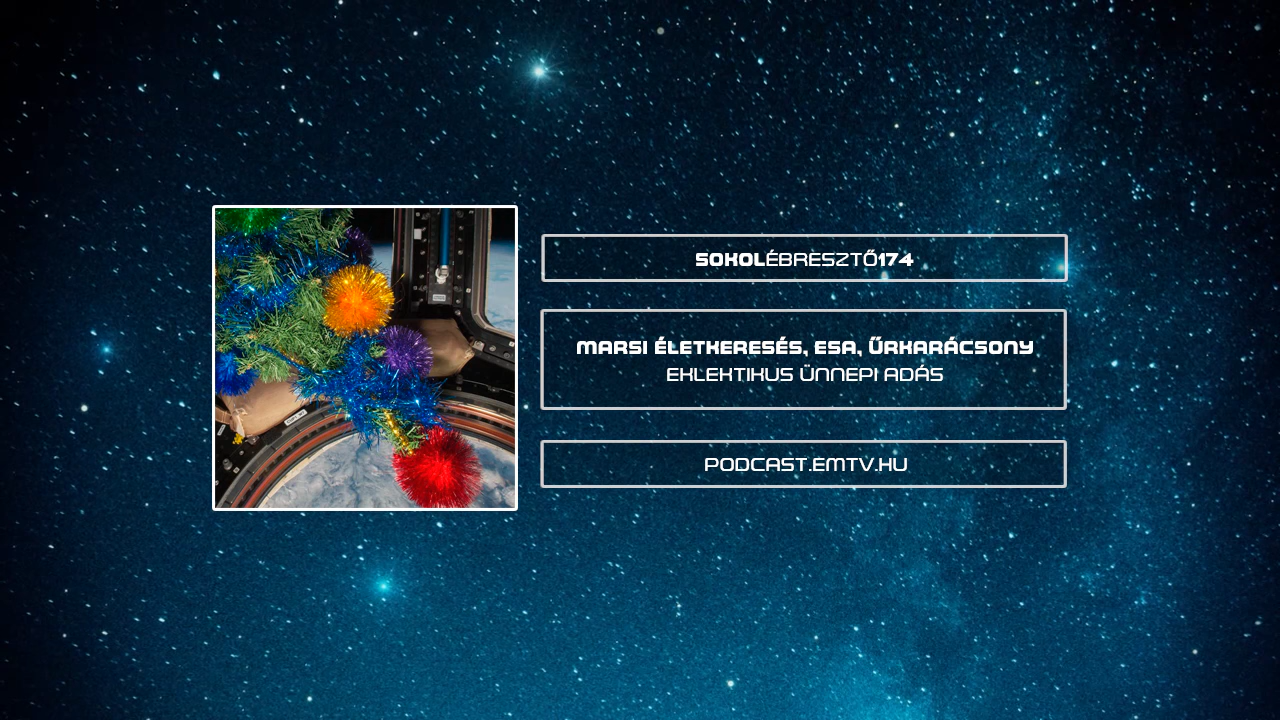 SOKOLÉBRESZTŐ174
MARSI ÉLETKERESÉS, ESA, ŰRKARÁCSONY
EKLEKTIKUS ÜNNEPI ADÁS
PODCAST.EMTV.HU